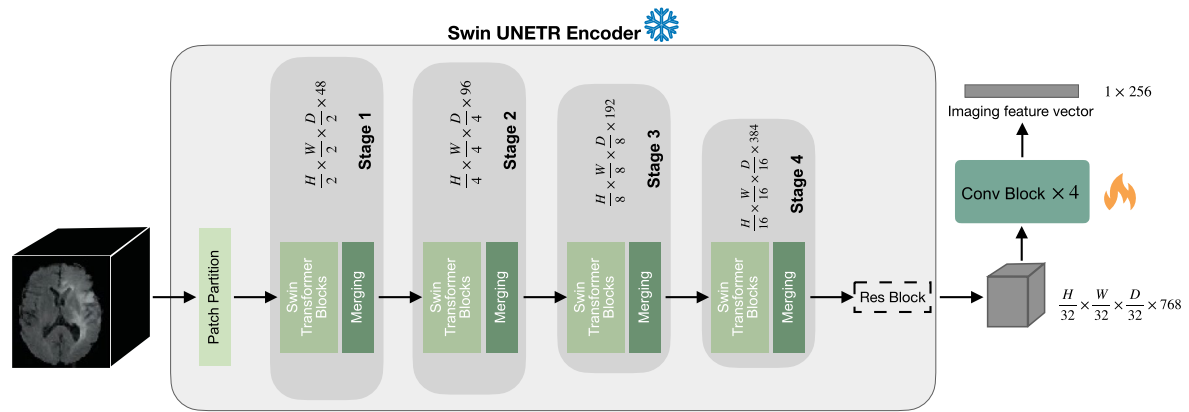 Swin UNETR Encoder
Patch Partition
H/2 × W/2 × D/2 × 48
Stage 1
Swin
Transformer
Blocks
Merging
H/4 × W/4 × D/4 × 96
Stage 2
Swin
Transformer
Blocks
Merging
H/8 × W/8 × D/8 × 192
Stage 3
Swin
Transformer
Blocks
Merging
H/16 × W/16 × D/16 × 384
Stage 4
Swin
Transformer
Blocks
Merging
Res Block
H/32 × W/32 × D/32 × 768
Conv Block × 4
Imaging feature vector
1 × 256